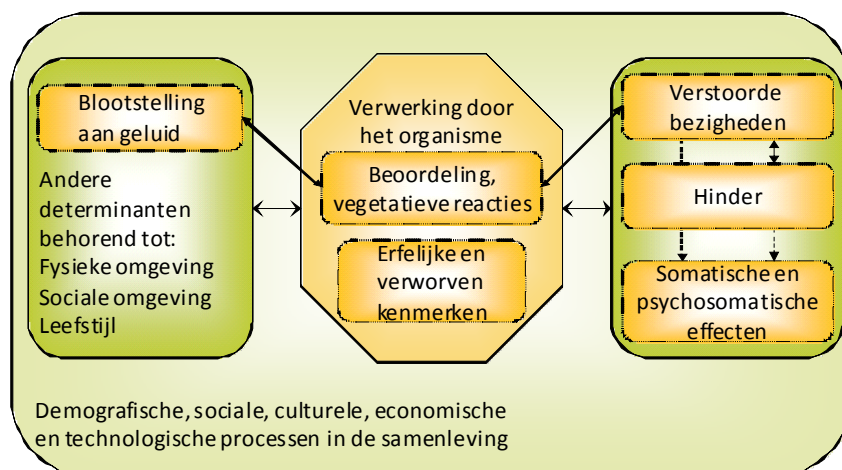 Blootstelling
aan geluid
Andere
determinanten
behorend tot:
Fysieke omgeving
Sociale omgeving
Leefstijl
Verwerking door
het organisme
Beoordeling,
vegetatieve reacties
Erfelijke en
verworven
kenmerken
Verstoorde
bezigheden
Hinder
Somatische en
psychosomatische
effecten
Demografische, sociale, culturele, economische
en technologische processen in de samenleving